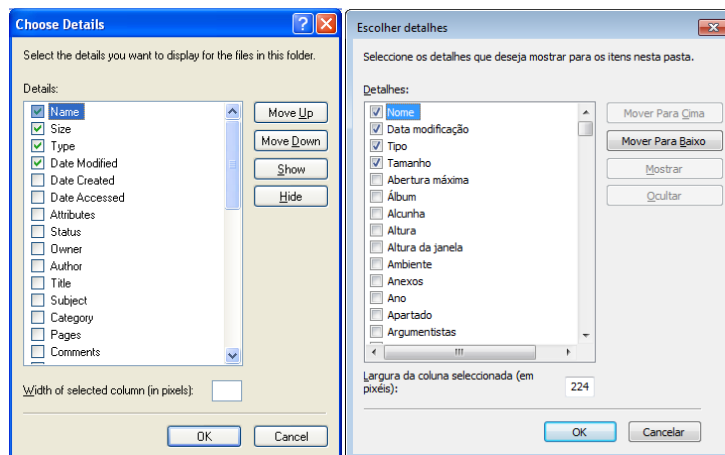 Choose Details
Select the details you want to display for the files in this folder.
Details:
Name
Size
Type
Date Modified
Date Created
Date Accessed
Attributes
Status
Owner
Author
Title
Subject
Category
Pages
Comments
Move Up
Move Down
Show
Hide
Width of selected column (in pixels):
OK
Cancel
Escolher detalhes
Seleccione os detalhes que deseja mostrar para os itens nesta pasta.
Detalhes:
Nome
Data modificação
Tipo
Tamanho
Abertura máxima
Álbum
Alcunha
Altura
Altura da janela
Ambiente
Anexos
Ano
Apartado
Argumentistas
Mover Para Cima
Mover Para Baixo
Mostrar
Ocultar
Largura da coluna seleccionada (em
pixéis):
224
OK
Cancelar